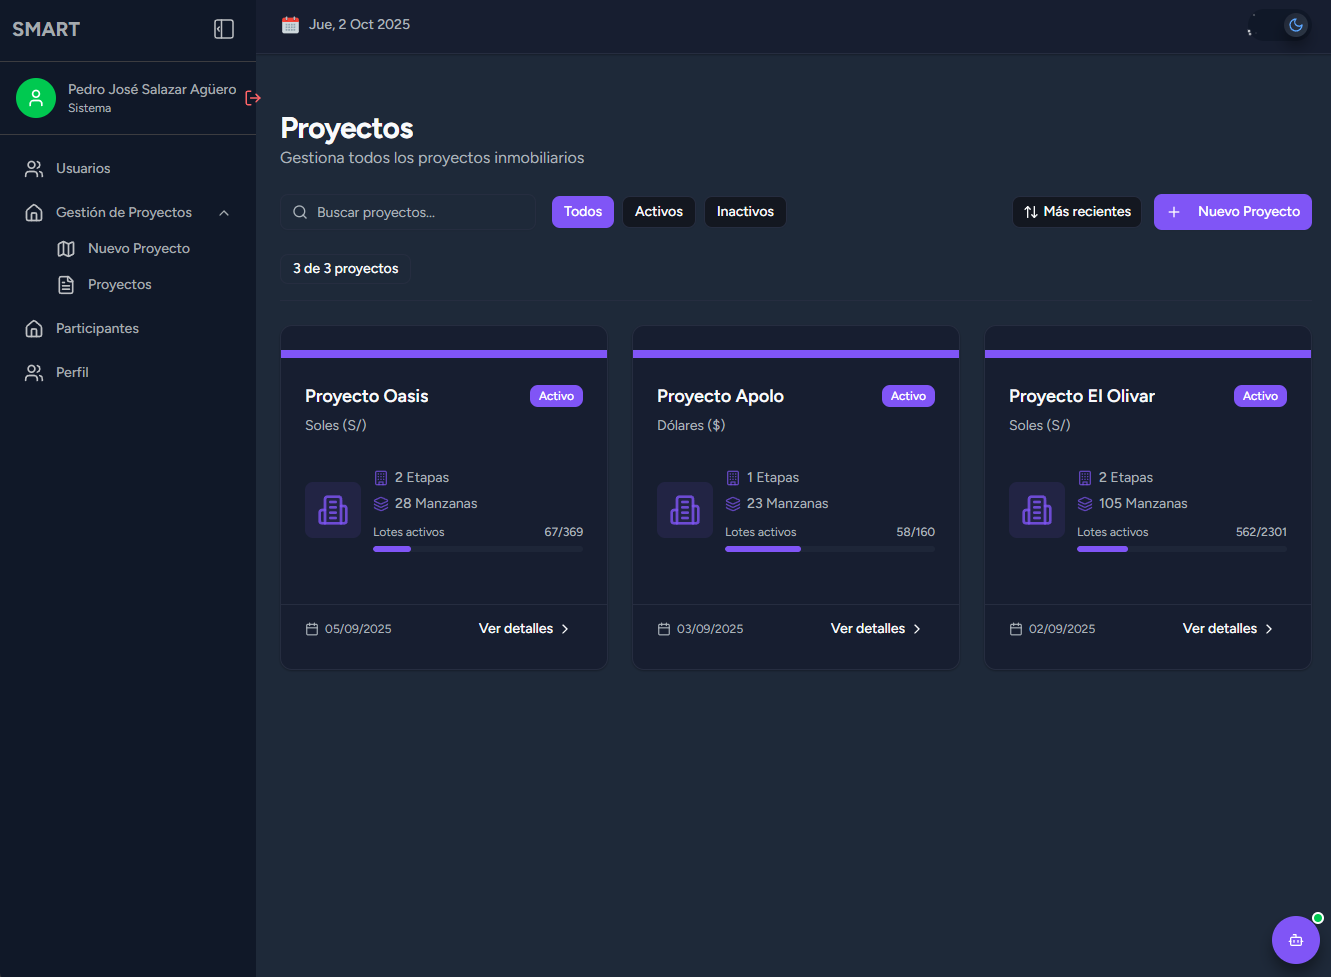 SMART
Jue, 2 Oct 2025
Pedro José Salazar Agüero
Sistema
Usuarios
Gestión de Proyectos
Nuevo Proyecto
Proyectos
Participantes
Perfil
Proyectos
Gestiona todos los proyectos inmobiliarios
Buscar proyectos...
Todos
Activos
Inactivos
Más recientes
Nuevo Proyecto
3 de 3 proyectos
Proyecto Oasis
Activo
Soles (S/)
2 Etapas
28 Manzanas
Lotes activos 67/369
05/09/2025
Ver detalles
Proyecto Apolo
Activo
Dólares ($)
1 Etapas
23 Manzanas
Lotes activos 58/160
03/09/2025
Ver detalles
Proyecto El Olivar
Activo
Soles (S/)
2 Etapas
105 Manzanas
Lotes activos 562/2301
02/09/2025
Ver detalles